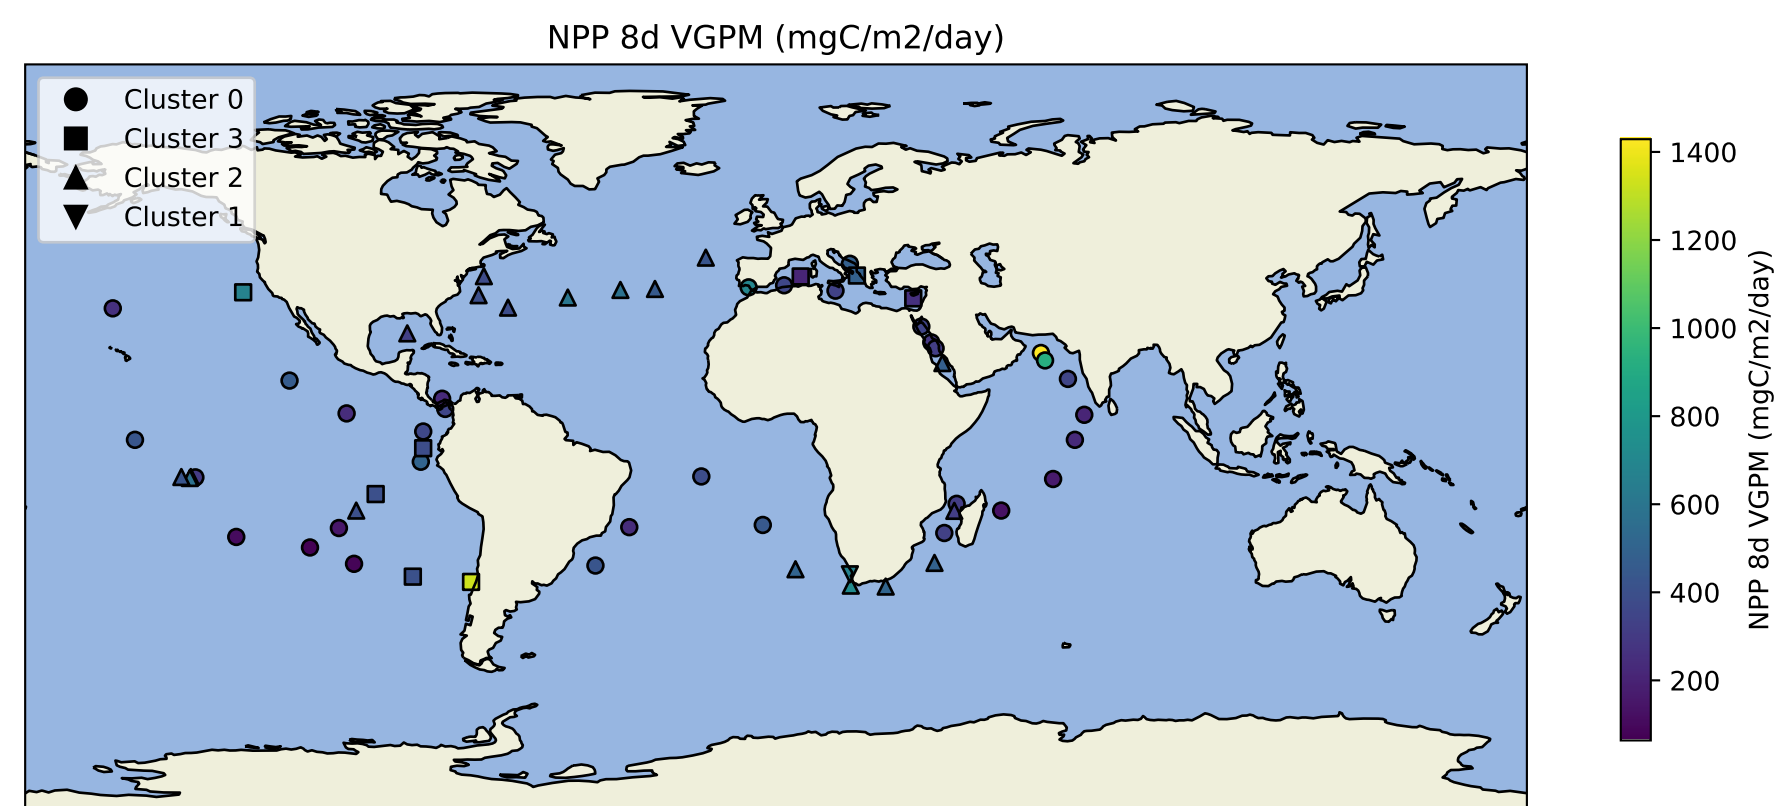 NPP 8d VGPM (mgC/m2/day)
Cluster 0
Cluster 3
Cluster 2
Cluster 1
1400
1200
1000
800
600
400
200
NPP 8d VGPM (mgC/m2/day)